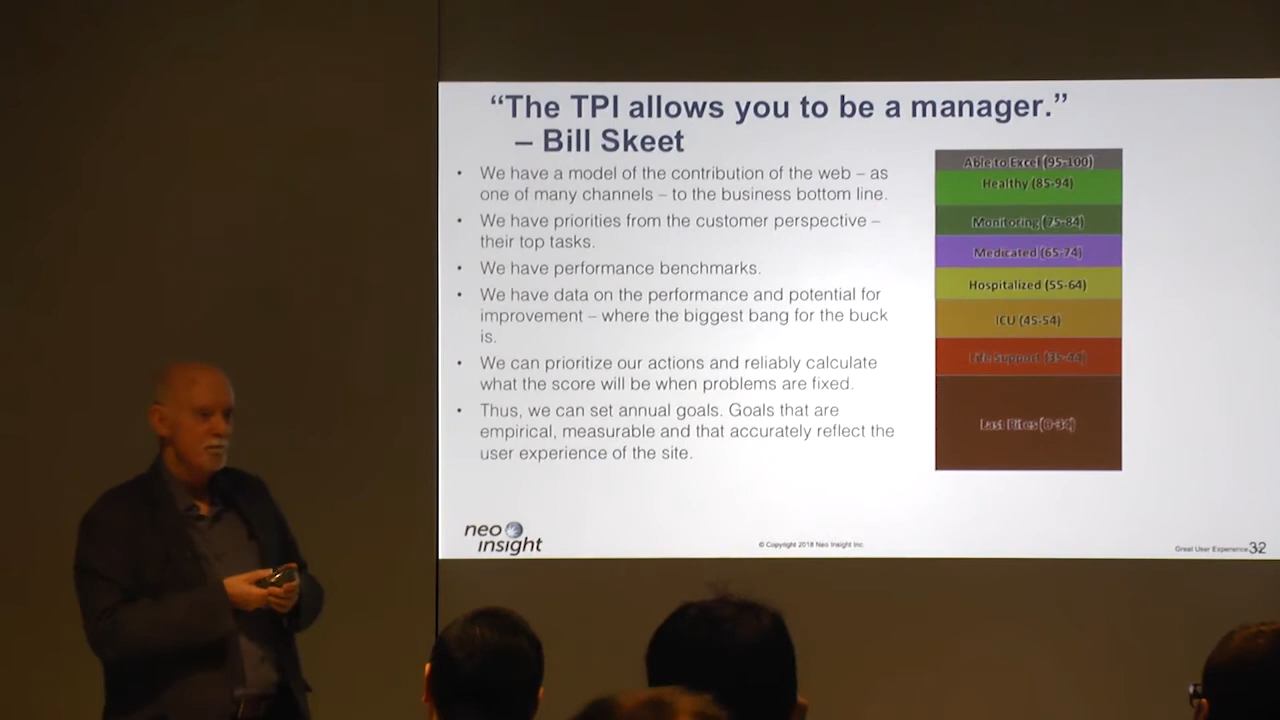 “The TPI allows you to be a manager.”
– Bill Skeet
• We have a model of the contribution of the web – as
one of many channels – to the business bottom line.
• We have priorities from the customer perspective –
their top tasks.
• We have performance benchmarks.
• We have data on the performance and potential for
improvement – where the biggest bang for the buck
is.
• We can prioritize our actions and reliably calculate
what the score will be when problems are fixed.
• Thus, we can set annual goals. Goals that are
empirical, measurable and that accurately reflect the
user experience of the site.
Able to Excel (95-100)
Healthy (85-94)
Monitoring (75-84)
Medicated (65-74)
Hospitalized (55-64)
ICU (45-54)
Life Support (35-44)
Last Rites (0-34)
neo
insight
© Copyright 2018 Neo Insight Inc.
Great User Experience 32